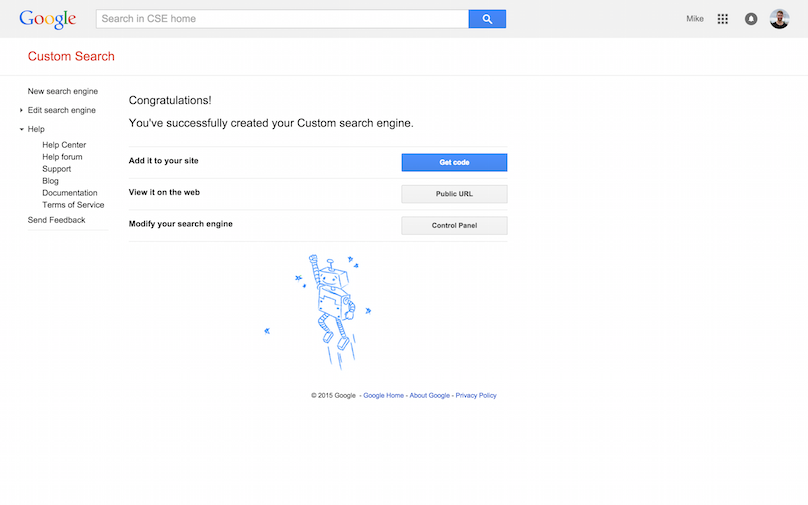 Google Search in CSE home Mike
Custom Search
New search engine
Edit search engine
Help
Help Center
Help forum
Support
Blog
Documentation
Terms of Service
Send Feedback
Congratulations!
You've successfully created your Custom search engine.
Add it to your site Get code
View it on the web Public URL
Modify your search engine Control Panel
© 2015 Google - Google Home - About Google - Privacy Policy